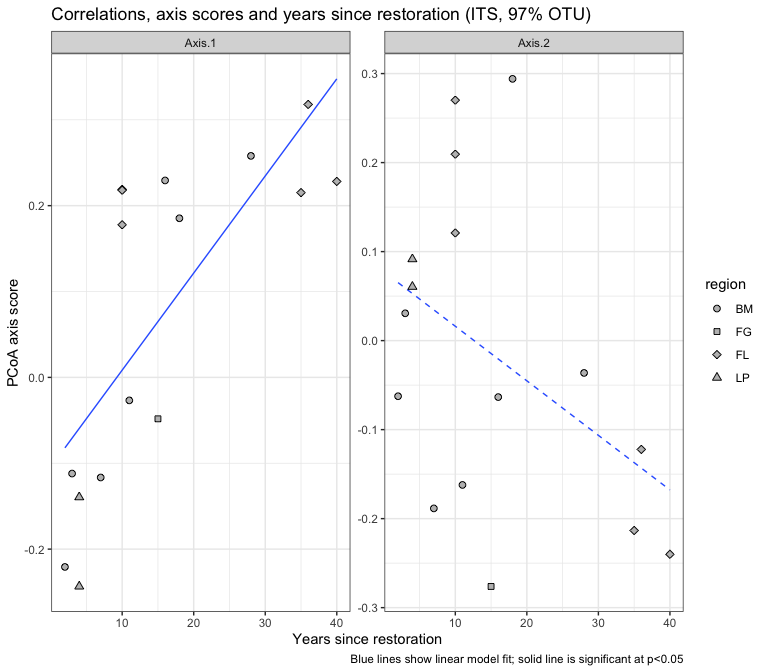 Correlations, axis scores and years since restoration (ITS, 97% OTU)
Axis.1
Axis.2
PCoA axis score
0.2
0.0
-0.2
0.3
0.2
0.1
0.0
-0.1
-0.2
-0.3
10 20 30 40
10 20 30 40
Years since restoration
region
BM
FG
FL
LP
Blue lines show linear model fit; solid line is significant at p<0.05